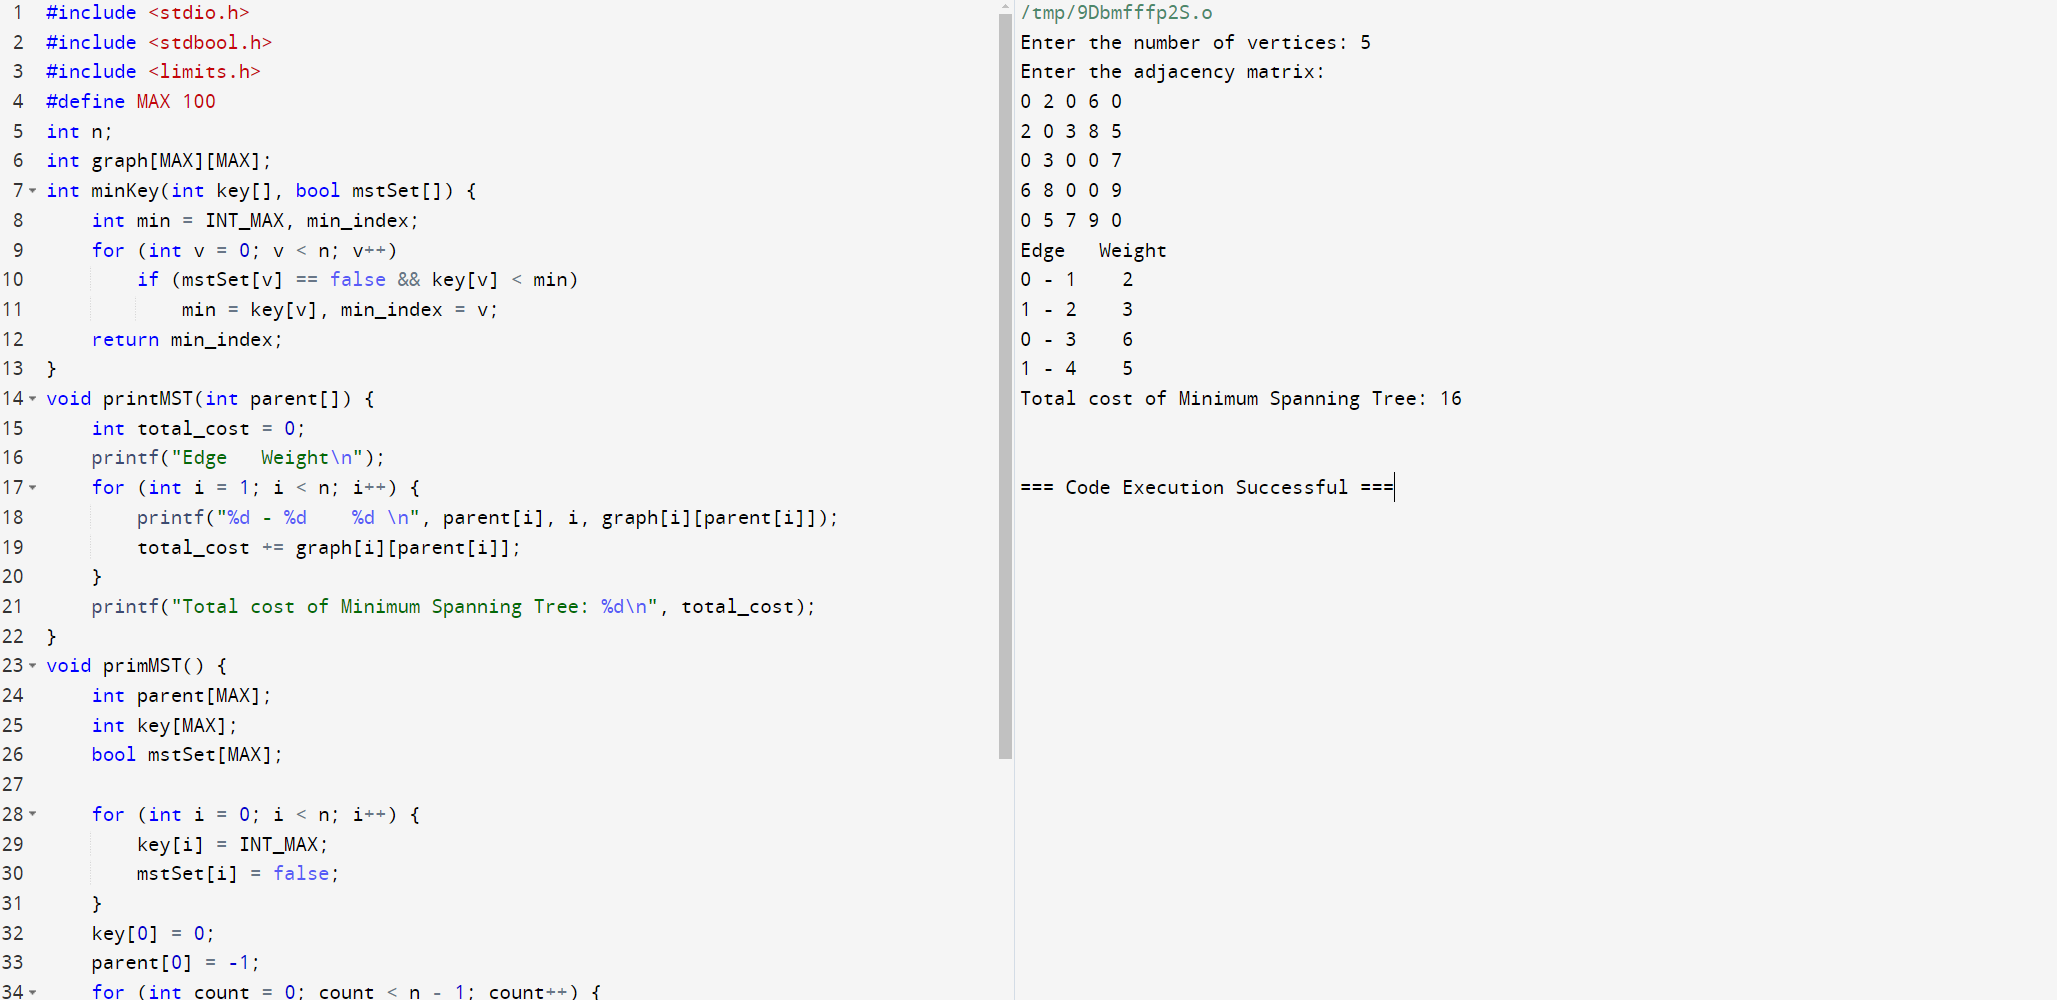 1 #include <stdio.h>
2 #include <stdbool.h>
3 #include <limits.h>
4 #define MAX 100
5 int n;
6 int graph[MAX][MAX];
7 int minKey(int key[], bool mstSet[]) {
8     int min = INT_MAX, min_index;
9     for (int v = 0; v < n; v++)
10         if (mstSet[v] == false && key[v] < min)
11             min = key[v], min_index = v;
12     return min_index;
13 }
14 void printMST(int parent[]) {
15     int total_cost = 0;
16     printf("Edge   Weight\n");
17     for (int i = 1; i < n; i++) {
18         printf("%d - %d    %d \n", parent[i], i, graph[i][parent[i]]);
19         total_cost += graph[i][parent[i]];
20     }
21     printf("Total cost of Minimum Spanning Tree: %d\n", total_cost);
22 }
23 void primMST() {
24     int parent[MAX];
25     int key[MAX];
26     bool mstSet[MAX];
27
28     for (int i = 0; i < n; i++) {
29         key[i] = INT_MAX;
30         mstSet[i] = false;
31     }
32     key[0] = 0;
33     parent[0] = -1;
34     for (int count = 0; count < n - 1; count++) {
/tmp/9Dbmfffp2S.o
Enter the number of vertices: 5
Enter the adjacency matrix:
0 2 0 6 0
2 0 3 8 5
0 3 0 0 7
6 8 0 0 9
0 5 7 9 0
Edge   Weight
0 - 1    2
1 - 2    3
0 - 3    6
1 - 4    5
Total cost of Minimum Spanning Tree: 16
=== Code Execution Successful ===